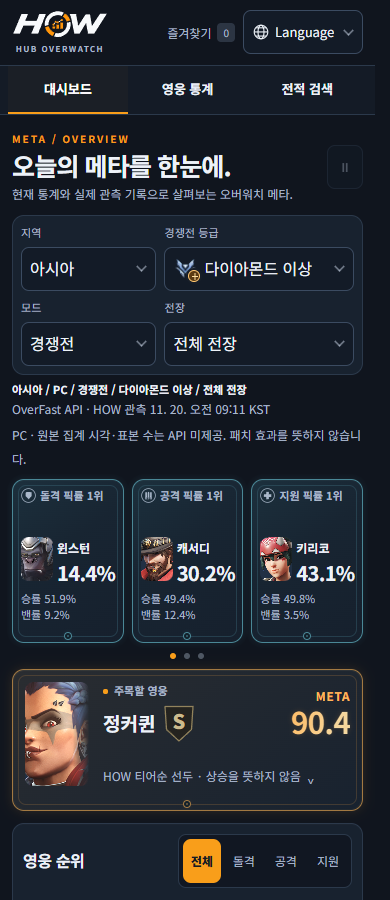 HOW
HUB OVERWATCH
즐겨찾기 0
Language
대시보드 영웅 통계 전적 검색
META / OVERVIEW
오늘의 메타를 한눈에.
현재 통계와 실제 관측 기록으로 살펴보는 오버워치 메타.
지역 경쟁전 등급
아시아 다이아몬드 이상
모드 전장
경쟁전 전체 전장
아시아 / PC / 경쟁전 / 다이아몬드 이상 / 전체 전장
OverFast API · HOW 관측 11. 20. 오전 09:11 KST
PC · 원본 집계 시각·표본 수는 API 미제공. 패치 효과를 뜻하지 않습니
다.
돌격 픽률 1위 공격 픽률 1위 지원 픽률 1위
윈스턴 캐서디 키리코
14.4% 30.2% 43.1%
승률 51.9% 승률 49.4% 승률 49.8%
밴률 9.2% 밴률 12.4% 밴률 3.5%
주목할 영웅
META
정커퀸 S 90.4
HOW 티어순 선두 · 상승을 뜻하지 않음
영웅 순위 전체 돌격 공격 지원